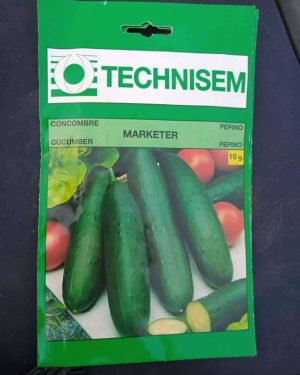 TECHNISEM
CONCOMBRE PEPINO
MARKETER
CUCUMBER PEPINO
10 g